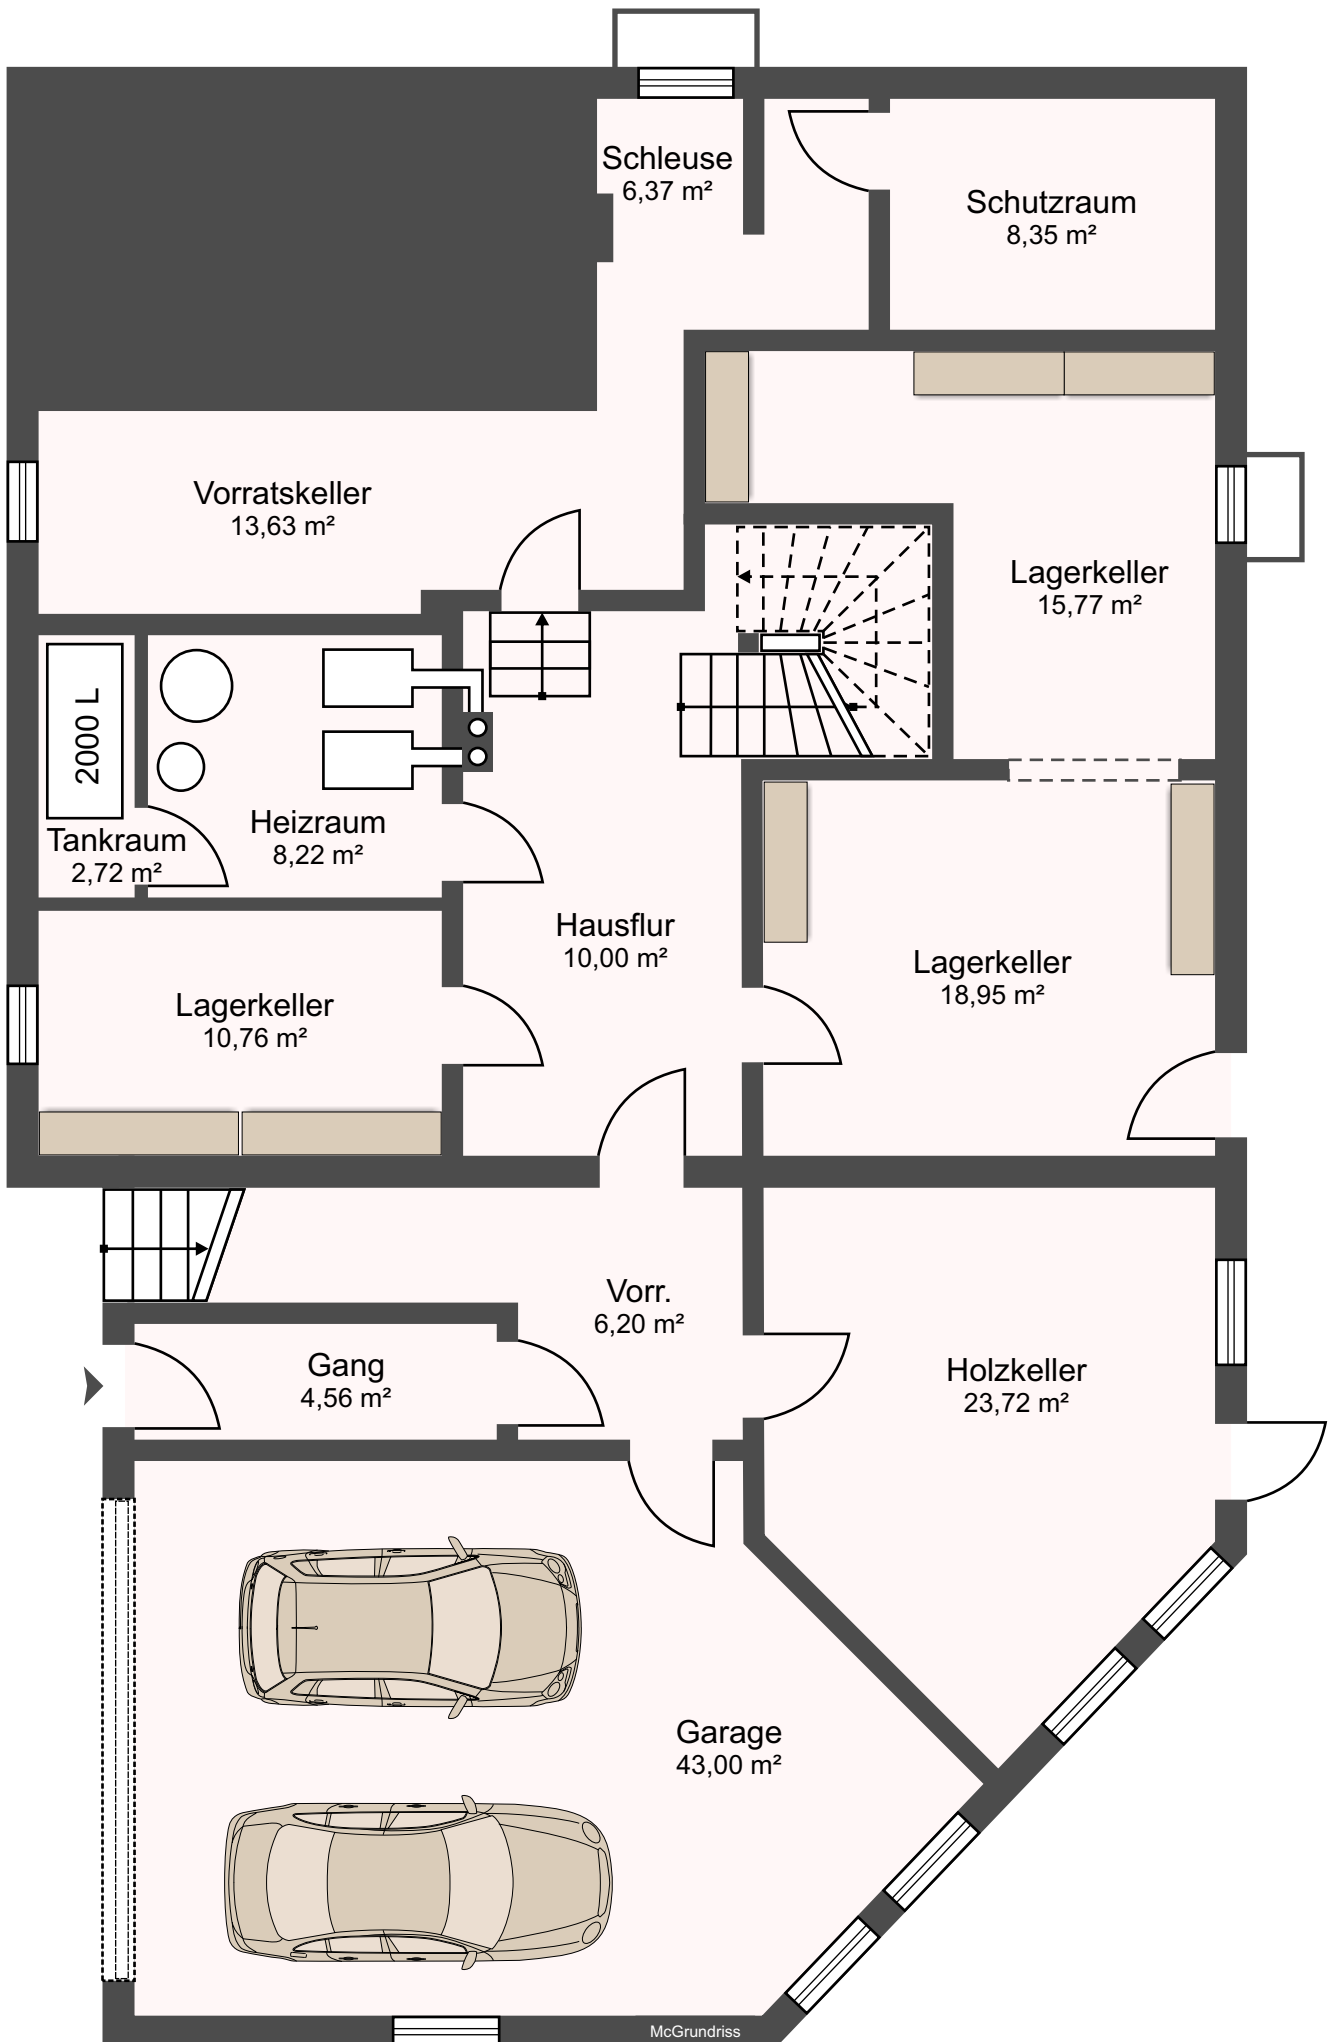 Schleuse
6,37 m²
Schutzraum
8,35 m²
Vorratskeller
13,63 m²
Lagerkeller
15,77 m²
2000 L
Tankraum
2,72 m²
Heizraum
8,22 m²
Hausflur
10,00 m²
Lagerkeller
18,95 m²
Lagerkeller
10,76 m²
Vorr.
6,20 m²
Gang
4,56 m²
Holzkeller
23,72 m²
Garage
43,00 m²
McGrundriss